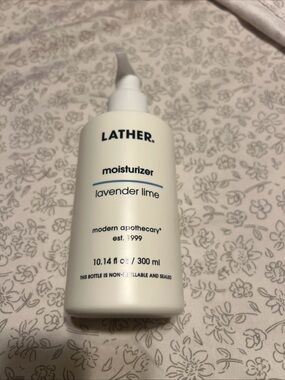 LATHER.
moisturizer
lavender lime
modern apothecary®
est. 1999
10.14 fl oz / 300 ml
THIS BOTTLE IS NON-REFILLABLE AND SEALED